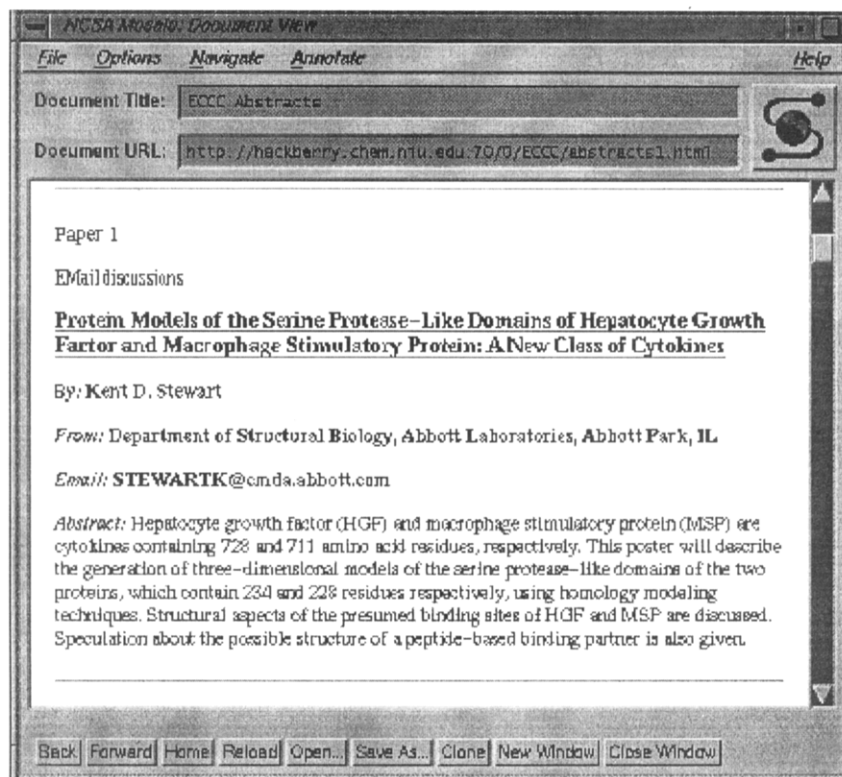 NCSA Mosaic: Document View
File Options Navigate Annotate Help
Document Title: ECCC Abstracts
Document URL: http://hackberry.chem.niu.edu:70/0/ECCC/abstracts1.html
Paper 1
EMail discussions
Protein Models of the Serine Protease-Like Domains of Hepatocyte Growth
Factor and Macrophage Stimulatory Protein: A New Class of Cytokines
By: Kent D. Stewart
From: Department of Structural Biology, Abbott Laboratories, Abbott Park, IL
Email: STEWARTK@cmda.abbott.com
Abstract: Hepatocyte growth factor (HGF) and macrophage stimulatory protein (MSP) are
cytokines containing 728 and 711 amino acid residues, respectively. This poster will describe
the generation of three-dimensional models of the serine protease-like domains of the two
proteins, which contain 234 and 228 residues respectively, using homology modeling
techniques. Structural aspects of the presumed binding sites of HGF and MSP are discussed.
Speculation about the possible structure of a peptide-based binding partner is also given.
Back Forward Home Reload Open... Save As... Clone New Window Close Window